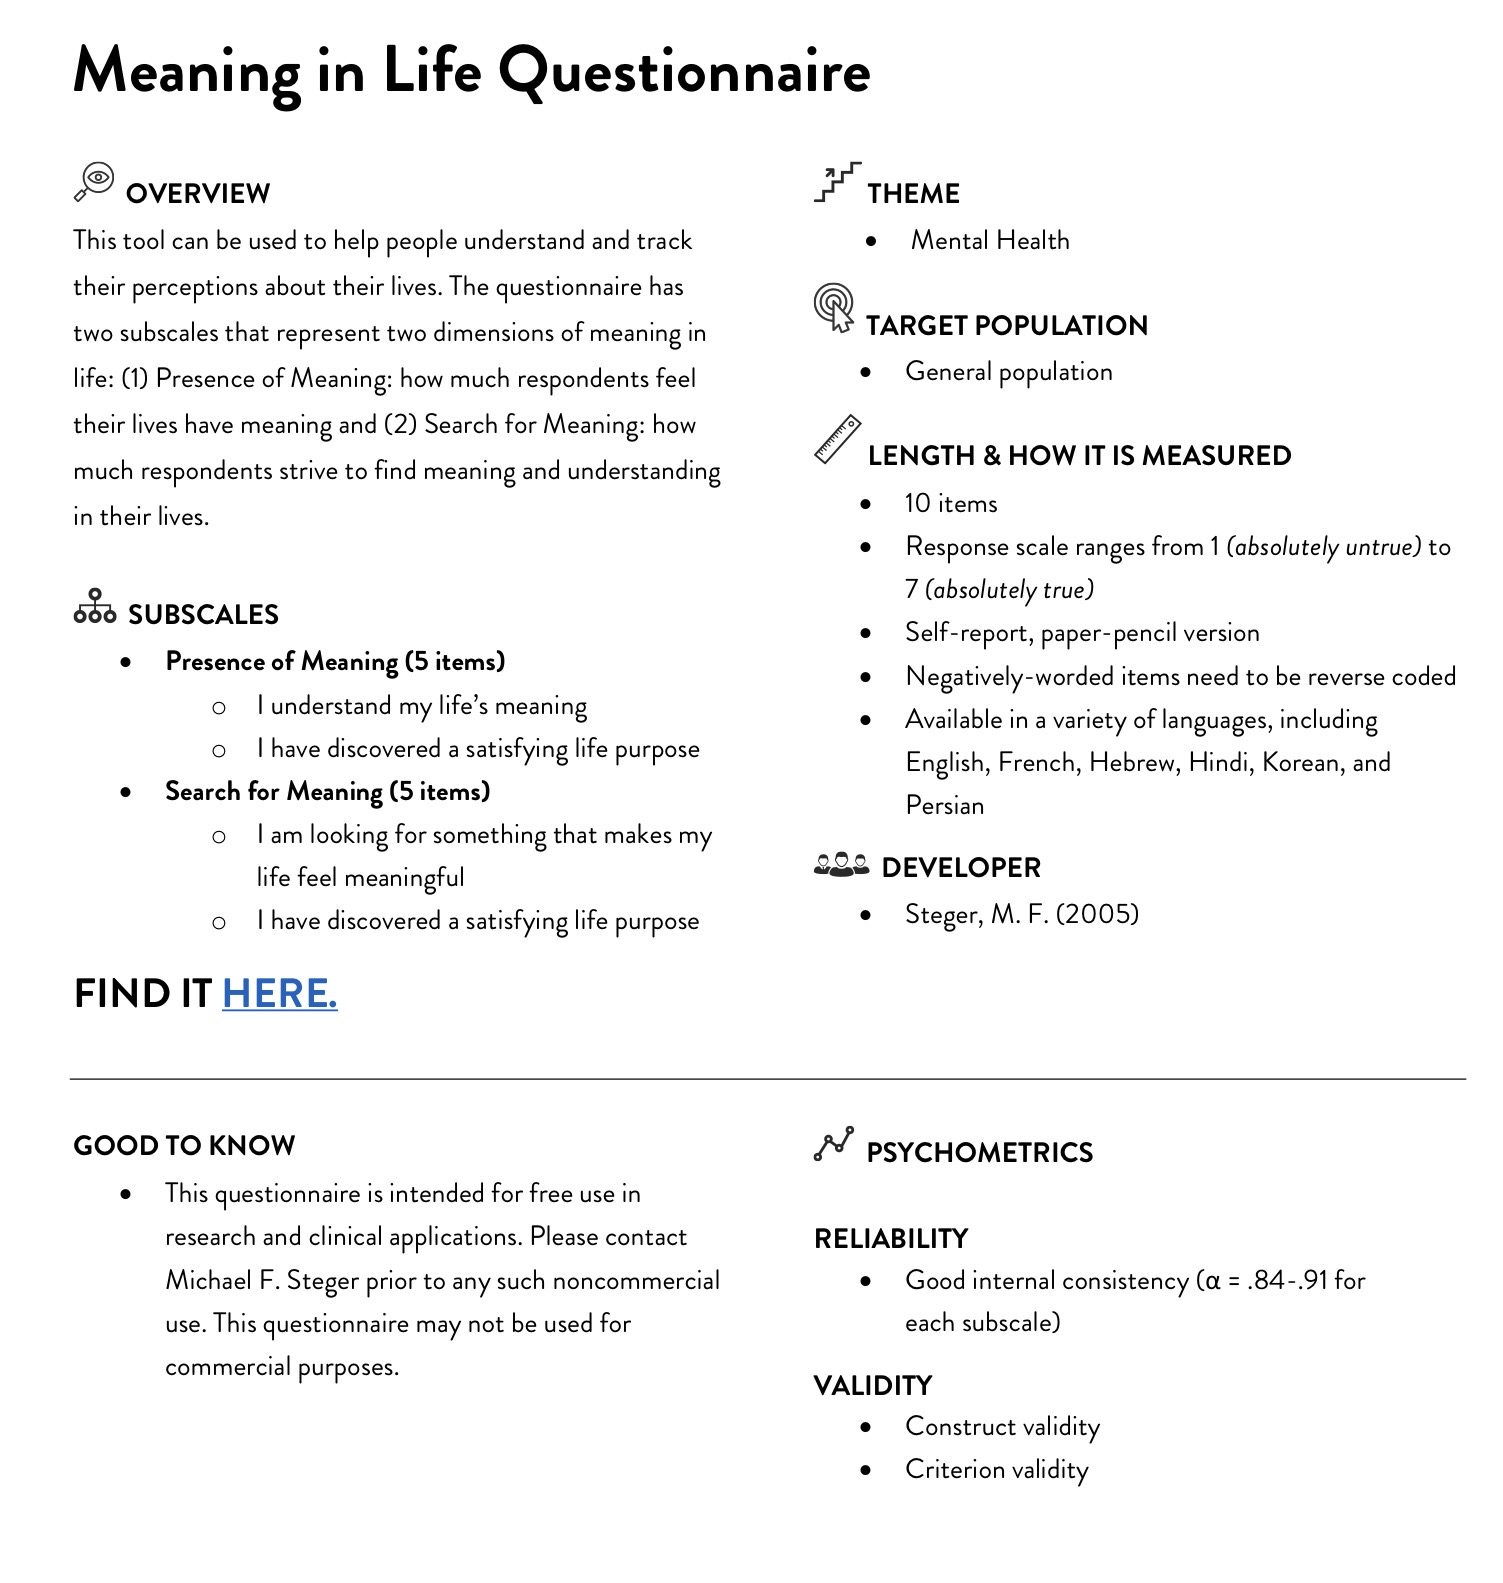 Meaning in Life Questionnaire
OVERVIEW
This tool can be used to help people understand and track
their perceptions about their lives. The questionnaire has
two subscales that represent two dimensions of meaning in
life: (1) Presence of Meaning: how much respondents feel
their lives have meaning and (2) Search for Meaning: how
much respondents strive to find meaning and understanding
in their lives.
SUBSCALES
• Presence of Meaning (5 items)
○ I understand my life’s meaning
○ I have discovered a satisfying life purpose
• Search for Meaning (5 items)
○ I am looking for something that makes my
life feel meaningful
○ I have discovered a satisfying life purpose
FIND IT HERE.
THEME
• Mental Health
TARGET POPULATION
• General population
LENGTH & HOW IT IS MEASURED
• 10 items
• Response scale ranges from 1 (absolutely untrue) to
7 (absolutely true)
• Self-report, paper-pencil version
• Negatively-worded items need to be reverse coded
• Available in a variety of languages, including
English, French, Hebrew, Hindi, Korean, and
Persian
DEVELOPER
• Steger, M. F. (2005)
GOOD TO KNOW
• This questionnaire is intended for free use in
research and clinical applications. Please contact
Michael F. Steger prior to any such noncommercial
use. This questionnaire may not be used for
commercial purposes.
PSYCHOMETRICS
RELIABILITY
• Good internal consistency (α = .84-.91 for
each subscale)
VALIDITY
• Construct validity
• Criterion validity